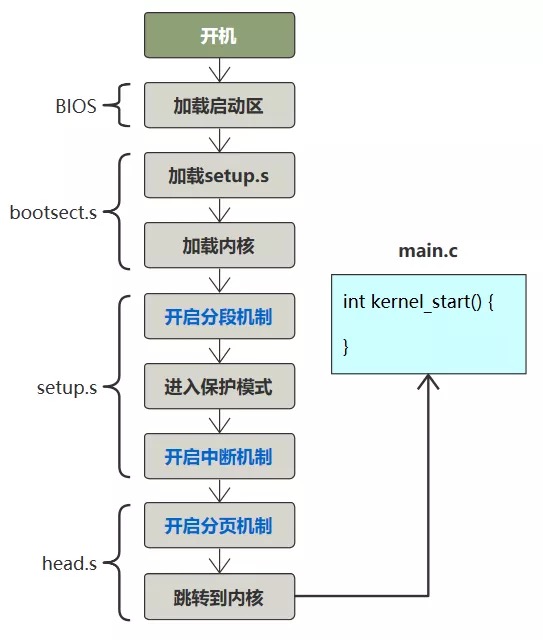 开机
BIOS
加载启动区
加载setup.s
bootsect.s
加载内核
main.c
int kernel_start() {
}
开启分段机制
setup.s
进入保护模式
开启中断机制
开启分页机制
head.s
跳转到内核